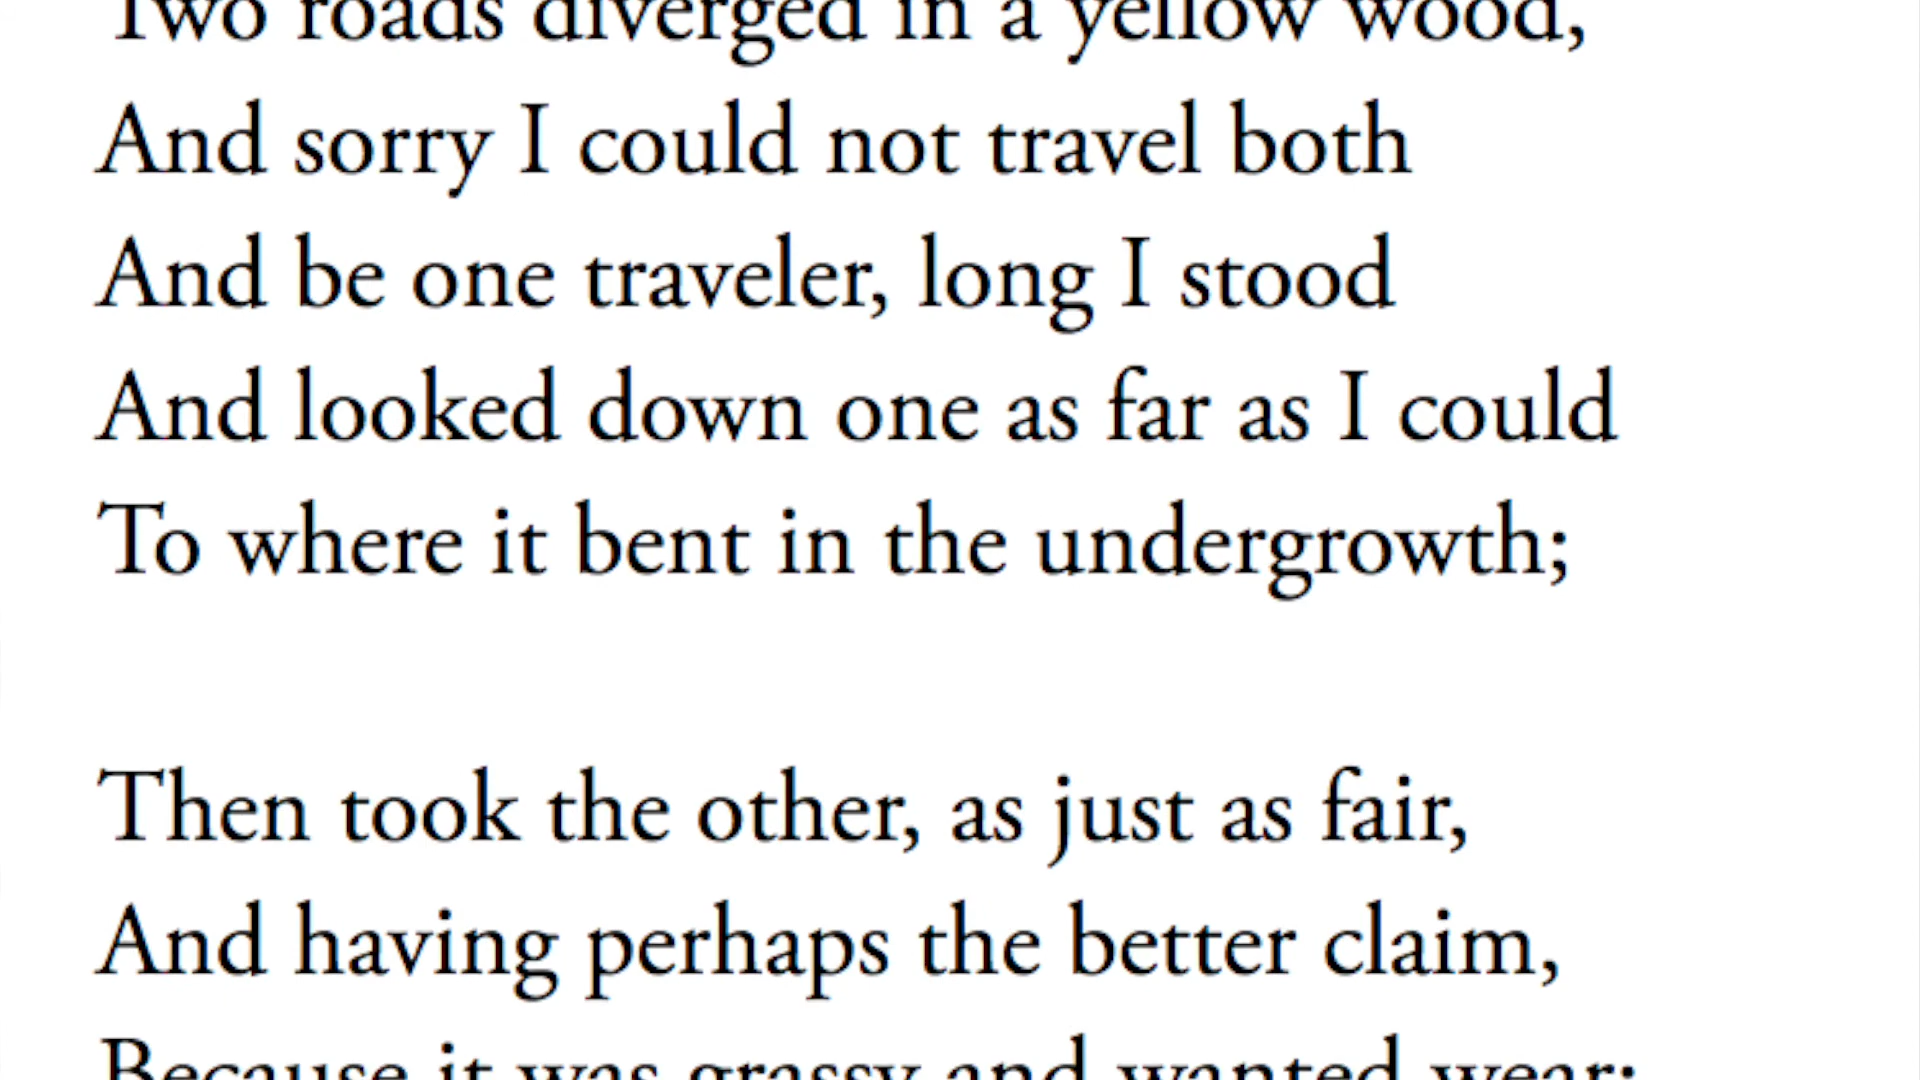 Two roads diverged in a yellow wood,
And sorry I could not travel both
And be one traveler, long I stood
And looked down one as far as I could
To where it bent in the undergrowth;

Then took the other, as just as fair,
And having perhaps the better claim,
Because it was grassy and wanted wear;